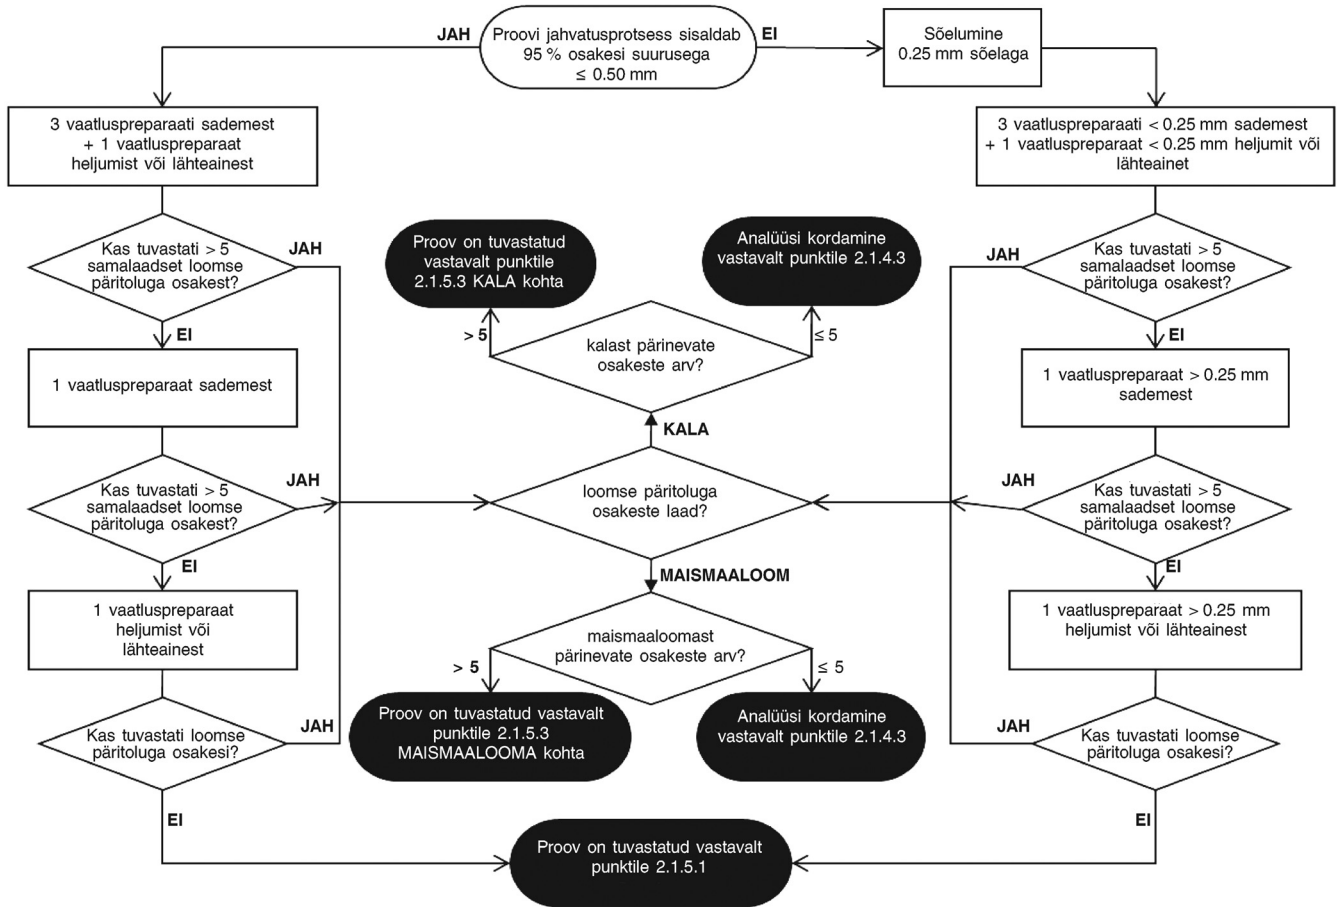 JAH
Proovi jahvatusprotsess sisaldab
95 % osakesi suurusega
≤ 0.50 mm
EI
Sõelumine
0.25 mm sõelaga
3 vaatluspreparaati sademest
+ 1 vaatluspreparaat
heljumist või lähteainest
3 vaatluspreparaati < 0.25 mm sademest
+ 1 vaatluspreparaat < 0.25 mm heljumit või
lähteainet
Kas tuvastati > 5
samalaadset loomse
päritoluga osakest?
JAH
Proov on tuvastatud
vastavalt punktile
2.1.5.3 KALA kohta
Analüüsi kordamine
vastavalt punktile 2.1.4.3
JAH
Kas tuvastati > 5
samalaadset loomse
päritoluga osakest?
EI
> 5
kalast pärinevate
osakeste arv?
≤ 5
EI
1 vaatluspreparaat sademest
1 vaatluspreparaat > 0.25 mm
sademest
KALA
JAH
Kas tuvastati > 5
samalaadset loomse
päritoluga osakest?
loomse päritoluga
osakeste laad?
JAH
Kas tuvastati > 5
samalaadset loomse
päritoluga osakest?
EI
MAISMAALOOM
EI
1 vaatluspreparaat
heljumist või
lähteainest
1 vaatluspreparaat > 0.25 mm
heljumist või lähteainest
> 5
maismaaloomast
pärinevate osakeste arv?
≤ 5
Kas tuvastati loomse
päritoluga osakesi?
JAH
Proov on tuvastatud vastavalt
punktile 2.1.5.3
MAISMAALOOMA kohta
Analüüsi kordamine
vastavalt punktile 2.1.4.3
JAH
Kas tuvastati loomse
päritoluga osakesi?
EI
EI
Proov on tuvastatud vastavalt
punktile 2.1.5.1